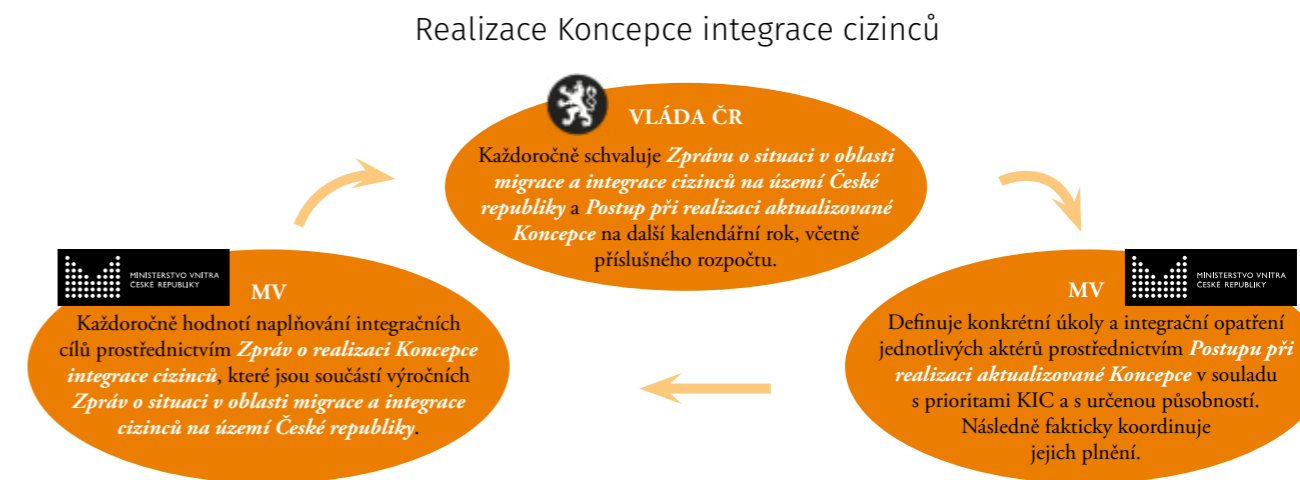 Realizace Koncepce integrace cizinců
VLÁDA ČR
Každoročně schvaluje Zprávu o situaci v oblasti
migrace a integrace cizinců na území České
republiky a Postup při realizaci aktualizované
Koncepce na další kalendářní rok, včetně
příslušného rozpočtu.
MINISTERSTVO VNITRA
ČESKÉ REPUBLIKY
MV
Každoročně hodnotí naplňování integračních
cílů prostřednictvím Zpráv o realizaci Koncepce
integrace cizinců, které jsou součástí výročních
Zpráv o situaci v oblasti migrace a integrace
cizinců na území České republiky.
MINISTERSTVO VNITRA
ČESKÉ REPUBLIKY
MV
Definuje konkrétní úkoly a integrační opatření
jednotlivých aktérů prostřednictvím Postupu při
realizaci aktualizované Koncepce v souladu
s prioritami KIC a s určenou působností.
Následně fakticky koordinuje
jejich plnění.